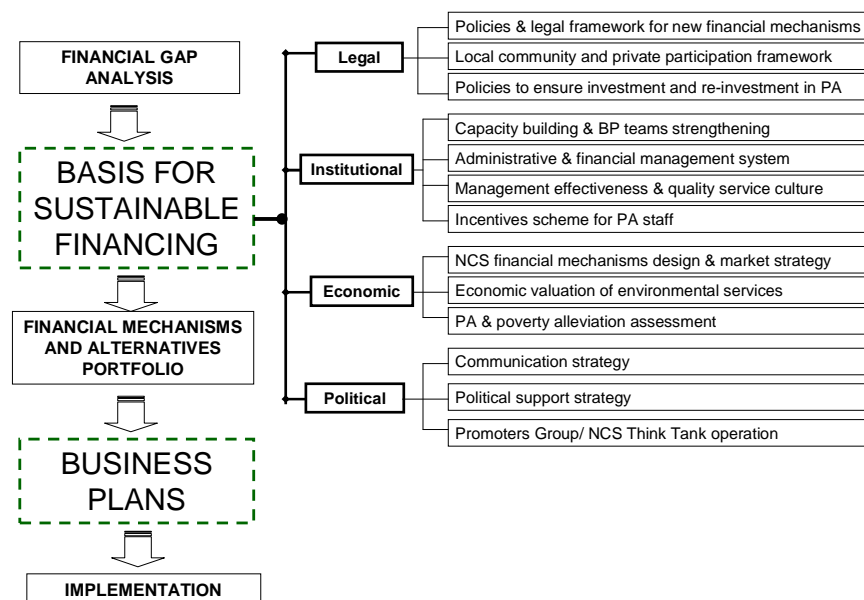 FINANCIAL GAP
ANALYSIS
BASIS FOR
SUSTAINABLE
FINANCING
FINANCIAL MECHANISMS
AND ALTERNATIVES
PORTFOLIO
BUSINESS
PLANS
IMPLEMENTATION
Legal
Policies & legal framework for new financial mechanisms
Local community and private participation framework
Policies to ensure investment and re-investment in PA
Institutional
Capacity building & BP teams strengthening
Administrative & financial management system
Management effectiveness & quality service culture
Incentives scheme for PA staff
Economic
NCS financial mechanisms design & market strategy
Economic valuation of environmental services
PA & poverty alleviation assessment
Political
Communication strategy
Political support strategy
Promoters Group/ NCS Think Tank operation